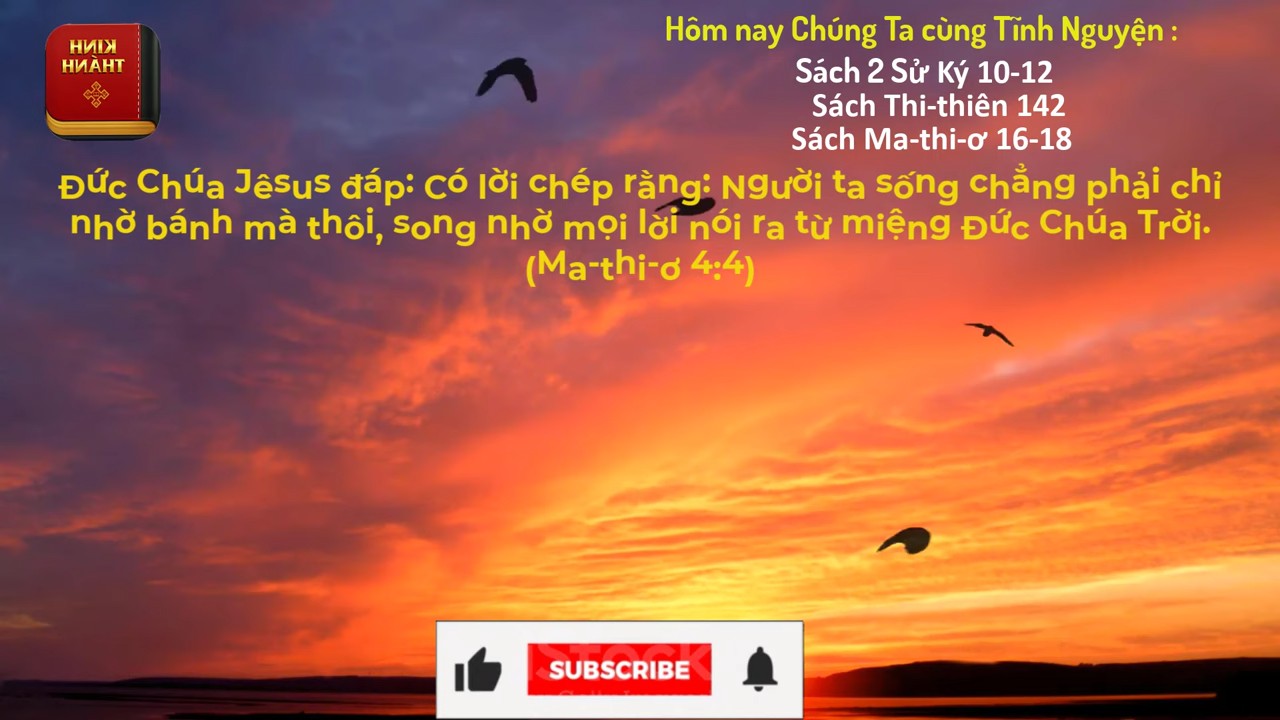 KINH
THÁNH
Hôm nay Chúng Ta cùng Tĩnh Nguyện :
Sách 2 Sử Ký 10-12
Sách Thi-thiên 142
Sách Ma-thi-ơ 16-18
Đức Chúa Jêsus đáp: Có lời chép rằng: Người ta sống chẳng phải chỉ
nhờ bánh mà thôi, song nhờ mọi lời nói ra từ miệng Đức Chúa Trời.
(Ma-thi-ơ 4:4)
SUBSCRIBE